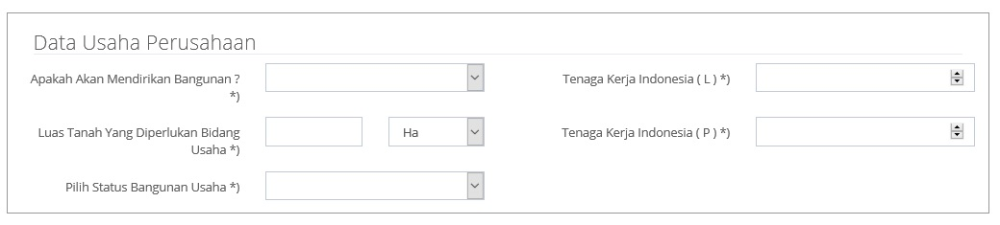 Data Usaha Perusahaan
Apakah Akan Mendirikan Bangunan ?
*)
Tenaga Kerja Indonesia ( L ) *)
Luas Tanah Yang Diperlukan Bidang
Usaha *)
Ha
Tenaga Kerja Indonesia ( P ) *)
Pilih Status Bangunan Usaha *)